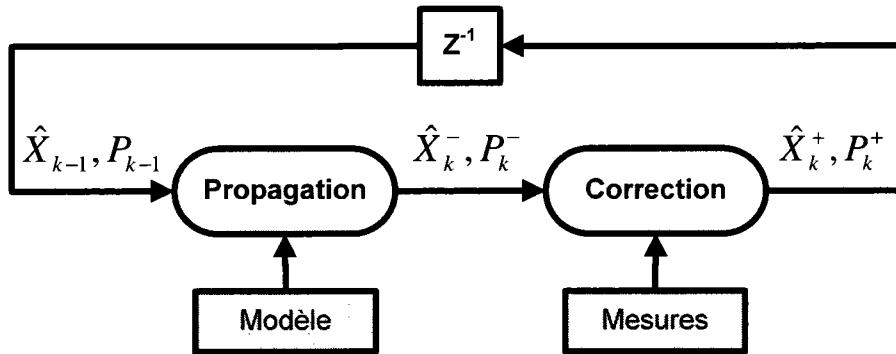 Z⁻¹
X̂ₖ₋₁, Pₖ₋₁
X̂ₖ⁻, Pₖ⁻
X̂ₖ⁺, Pₖ⁺
Propagation
Correction
Modèle
Mesures